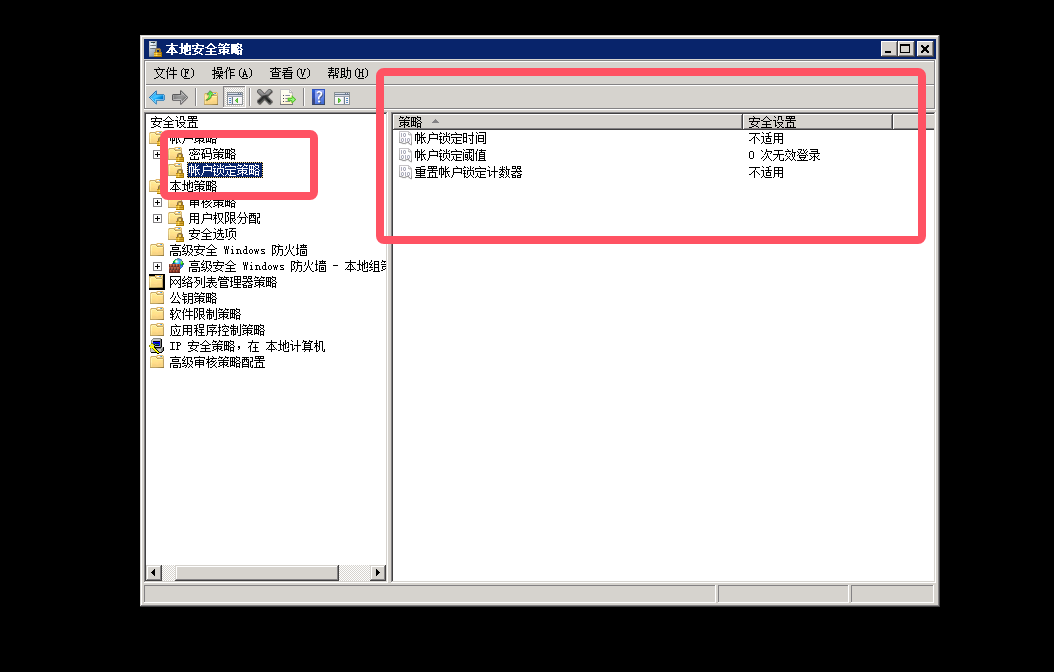 本地安全策略
文件(F) 操作(A) 查看(V) 帮助(H)
安全设置
帐户策略
密码策略
帐户锁定策略
本地策略
审核策略
用户权限分配
安全选项
高级安全 Windows 防火墙
高级安全 Windows 防火墙 - 本地组策
网络列表管理器策略
公钥策略
软件限制策略
应用程序控制策略
IP 安全策略，在 本地计算机
高级审核策略配置
策略 安全设置
帐户锁定时间 不适用
帐户锁定阈值 0 次无效登录
重置帐户锁定计数器 不适用